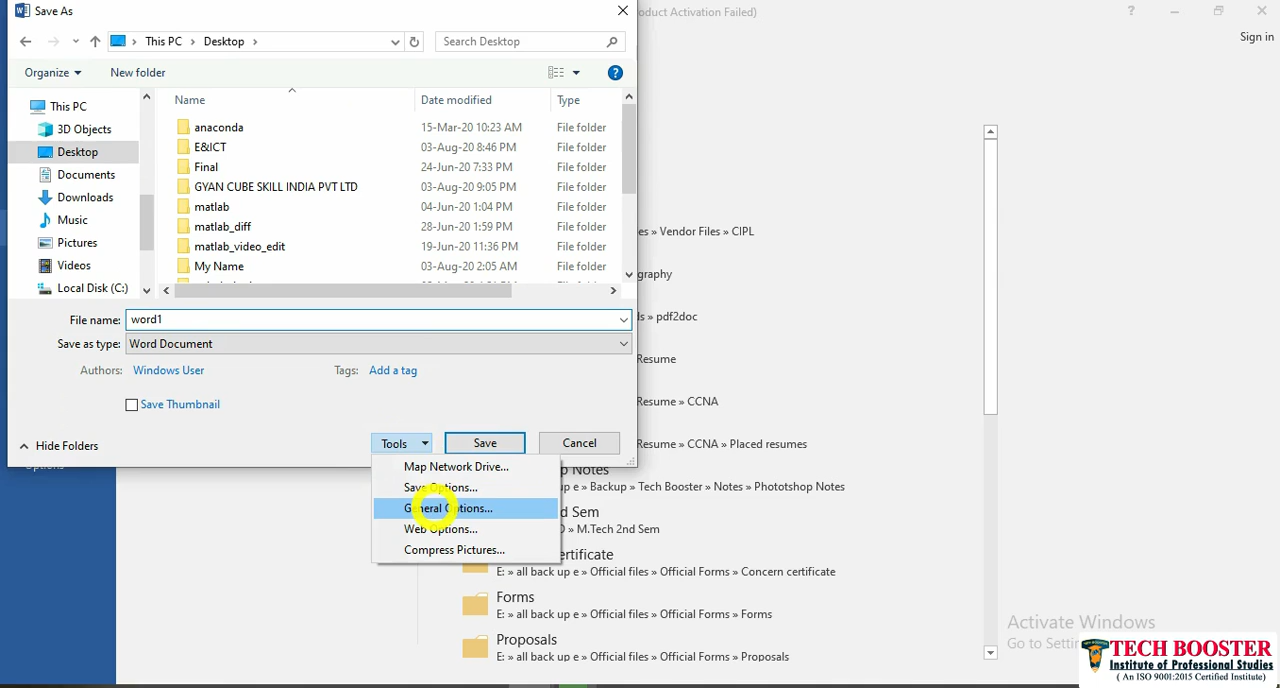 Save As
oduct Activation Failed)
?
Sign in
This PC > Desktop >
Search Desktop
Organize
New folder
?
Name
Date modified
Type
This PC
3D Objects
Desktop
Documents
Downloads
Music
Pictures
Videos
Local Disk (C:)
anaconda 15-Mar-20 10:23 AM File folder
E&ICT 03-Aug-20 8:46 PM File folder
Final 24-Jun-20 7:33 PM File folder
GYAN CUBE SKILL INDIA PVT LTD 03-Aug-20 9:05 PM File folder
matlab 04-Jun-20 1:04 PM File folder
matlab_diff 28-Jun-20 1:59 PM File folder
matlab_video_edit 19-Jun-20 11:36 PM File folder
My Name 03-Aug-20 2:05 AM File folder
File name: word1
Save as type: Word Document
Authors: Windows User
Tags: Add a tag
Save Thumbnail
Hide Folders
Tools
Save
Cancel
Map Network Drive...
Save Options...
General Options...
Web Options...
Compress Pictures...
es » Vendor Files » CIPL
graphy
ds » pdf2doc
Resume
Resume » CCNA
Resume » CCNA » Placed resumes
p Notes
p e » Backup » Tech Booster » Notes » Phototshop Notes
d Sem
D » M.Tech 2nd Sem
ertificate
E: » all back up e » Official files » Official Forms » Concern certificate
Forms
E: » all back up e » Official files » Official Forms » Forms
Proposals
E: » all back up e » Official files » Official Forms » Proposals
Activate Windows
Go to Settin
TECH BOOSTER
Institute of Professional Studies
( An ISO 9001:2015 Certified Institute)